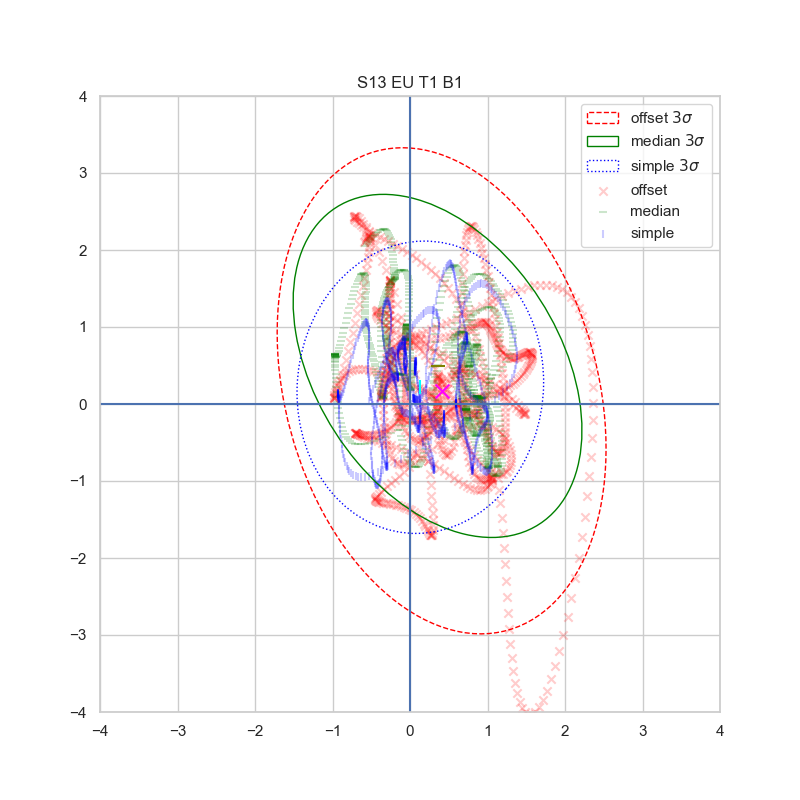 S13 EU T1 B1
4
3
2
1
0
−1
−2
−3
−4
−4
−3
−2
−1
0
1
2
3
4
offset 3σ
median 3σ
simple 3σ
offset
median
simple